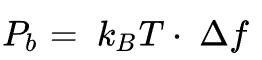 P_b = k_B T · Δf